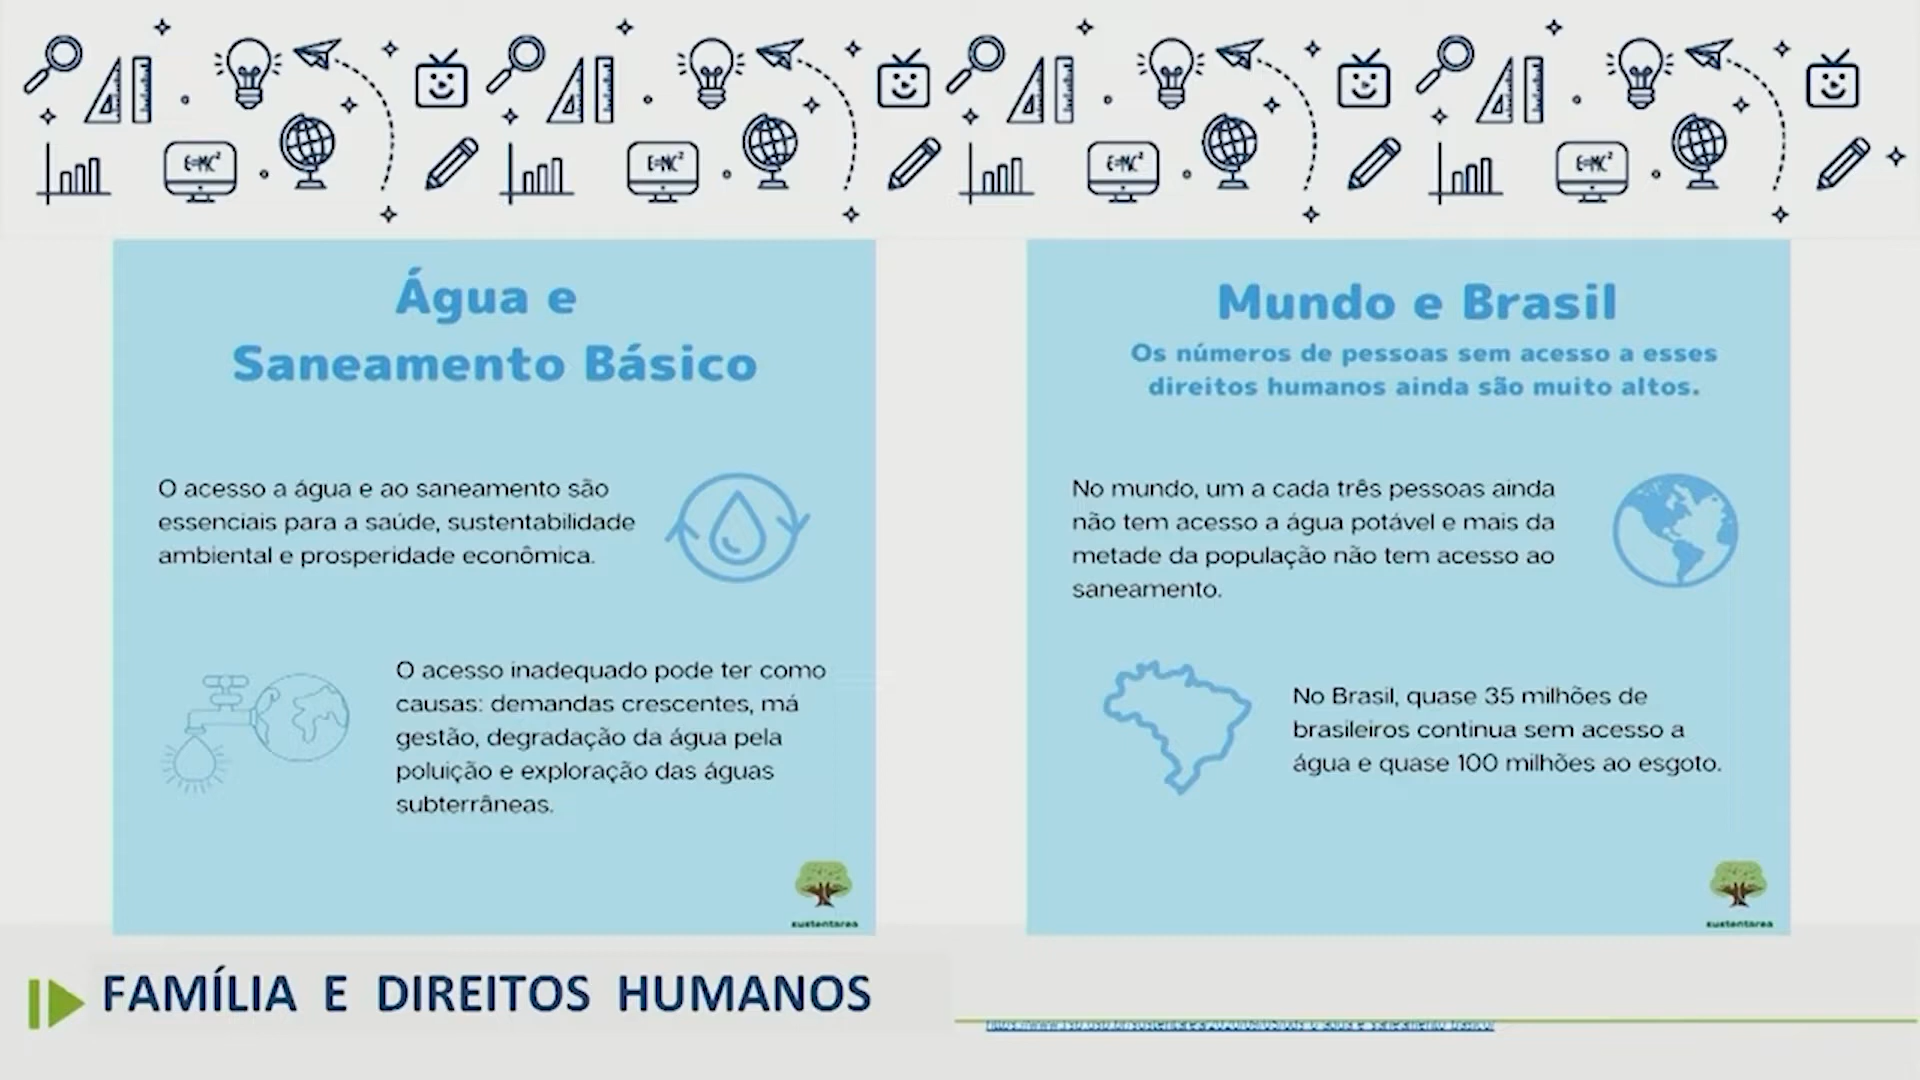 E=MC²
E=MC²
E=MC²
E=MC²
Água e
Saneamento Básico
O acesso a água e ao saneamento são
essenciais para a saúde, sustentabilidade
ambiental e prosperidade econômica.
O acesso inadequado pode ter como
causas: demandas crescentes, má
gestão, degradação da água pela
poluição e exploração das águas
subterrâneas.
sustentarea
Mundo e Brasil
Os números de pessoas sem acesso a esses
direitos humanos ainda são muito altos.
No mundo, um a cada três pessoas ainda
não tem acesso a água potável e mais da
metade da população não tem acesso ao
saneamento.
No Brasil, quase 35 milhões de
brasileiros continua sem acesso a
água e quase 100 milhões ao esgoto.
sustentarea
FAMÍLIA E DIREITOS HUMANOS